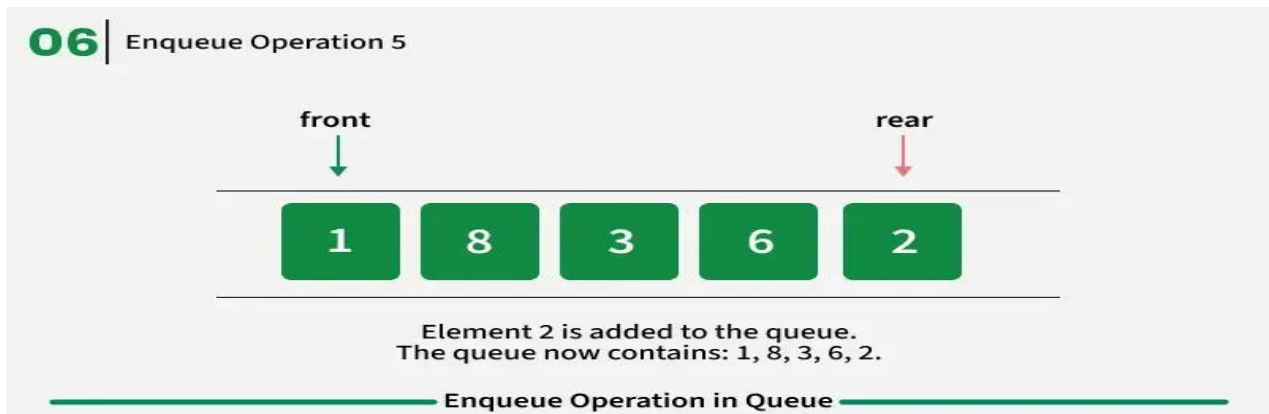 06 Enqueue Operation 5
front rear
1 8 3 6 2
Element 2 is added to the queue.
The queue now contains: 1, 8, 3, 6, 2.
Enqueue Operation in Queue